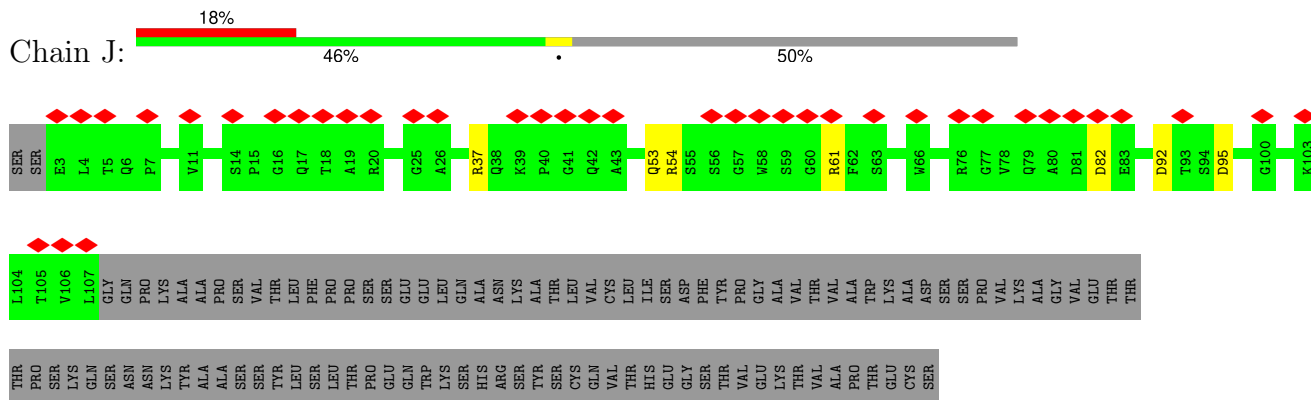 18%
Chain J:
46% • 50%
SER SER E3 L4 T5 Q6 P7 V11 S14 P15 G16 Q17 T18 A19 R20 G25 A26 R37 Q38 K39 P40 G41 Q42 A43 Q53 R54 S55 S56 G57 W58 S59 G60 R61 F62 S63 W66 R76 G77 V78 Q79 A80 D81 D82 E83 D92 T93 S94 D95 G100 K103
L104 T105 V106 L107 GLY GLN PRO LYS ALA ALA PRO SER VAL THR LEU PHE PRO PRO SER SER GLU GLU LEU GLN ALA ASN LYS ALA THR LEU VAL CYS LEU ILE SER ASP PHE TYR PRO GLY ALA VAL THR VAL ALA TRP LYS ALA ASP SER SER PRO VAL LYS ALA GLY VAL GLU THR THR
THR PRO SER LYS GLN SER ASN ASN LYS TYR ALA ALA SER SER TYR LEU SER LEU THR PRO GLU GLN TRP LYS SER HIS ARG SER TYR SER CYS GLN VAL THR HIS GLU GLY SER THR VAL GLU LYS THR VAL ALA PRO THR GLU CYS SER